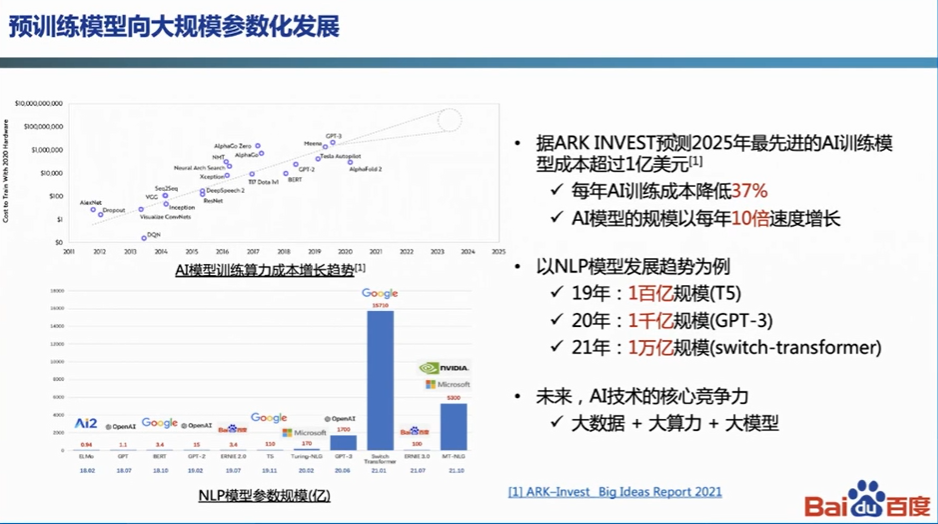 预训练模型向大规模参数化发展
Cost to Train With 2020 Hardware
$10,000,000,000
$100,000,000
$1,000,000
$10,000
$100
$1
$0
AlexNet
Dropout
DQN
VGG
Visualize ConvNets
Seq2Seq
Inception
NMT
Neural Arch Search
Xception
DeepSpeech 2
ResNet
AlphaGo Zero
AlphaGo
TI7 Dota 1v1
BERT
GPT-2
Meena
GPT-3
Tesla Autopilot
AlphaFold 2
2011 2012 2013 2014 2015 2016 2017 2018 2019 2020 2021 2022 2023 2024 2025
AI模型训练算力成本增长趋势[1]
18000
16000
14000
12000
10000
8000
6000
4000
2000
Ai2
OpenAI
Google
OpenAI
Bai度百度
Google
Microsoft
OpenAI
Google
Bai度百度
NVIDIA.
Microsoft
0.94 1.1 3.4 15 3.4 110 170 1700 15710 100 5300
ELMo GPT BERT GPT-2 ERNIE 2.0 T5 Turing-NLG GPT-3 Switch Transformer ERNIE 3.0 MT-NLG
18.02 18.07 18.10 19.02 19.07 19.11 20.02 20.06 21.01 21.07 21.10
NLP模型参数规模(亿)
• 据ARK INVEST预测2025年最先进的AI训练模
型成本超过1亿美元[1]
✓ 每年AI训练成本降低37%
✓ AI模型的规模以每年10倍速度增长
• 以NLP模型发展趋势为例
✓ 19年：1百亿规模(T5)
✓ 20年：1千亿规模(GPT-3)
✓ 21年：1万亿规模(switch-transformer)
• 未来，AI技术的核心竞争力
✓ 大数据 + 大算力 + 大模型
[1] ARK–Invest Big Ideas Report 2021
Bai du 百度